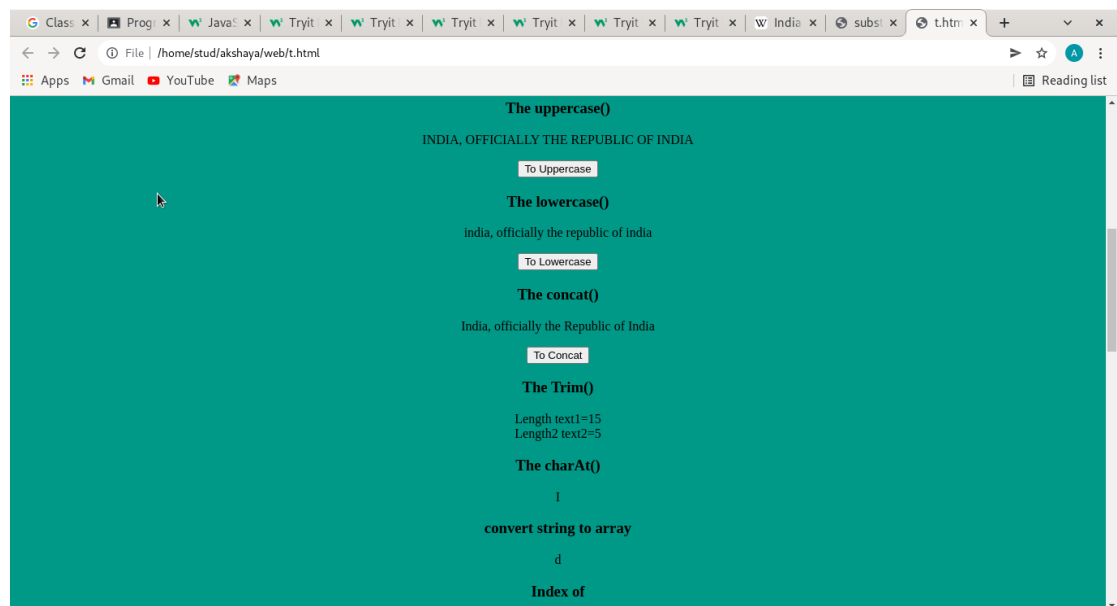 Class
Progr
JavaS
Tryit
Tryit
Tryit
Tryit
Tryit
Tryit
India
subst
t.htm
File /home/stud/akshaya/web/t.html
A
Apps Gmail YouTube Maps Reading list
The uppercase()
INDIA, OFFICIALLY THE REPUBLIC OF INDIA
To Uppercase
The lowercase()
india, officially the republic of india
To Lowercase
The concat()
India, officially the Republic of India
To Concat
The Trim()
Length text1=15
Length2 text2=5
The charAt()
I
convert string to array
d
Index of